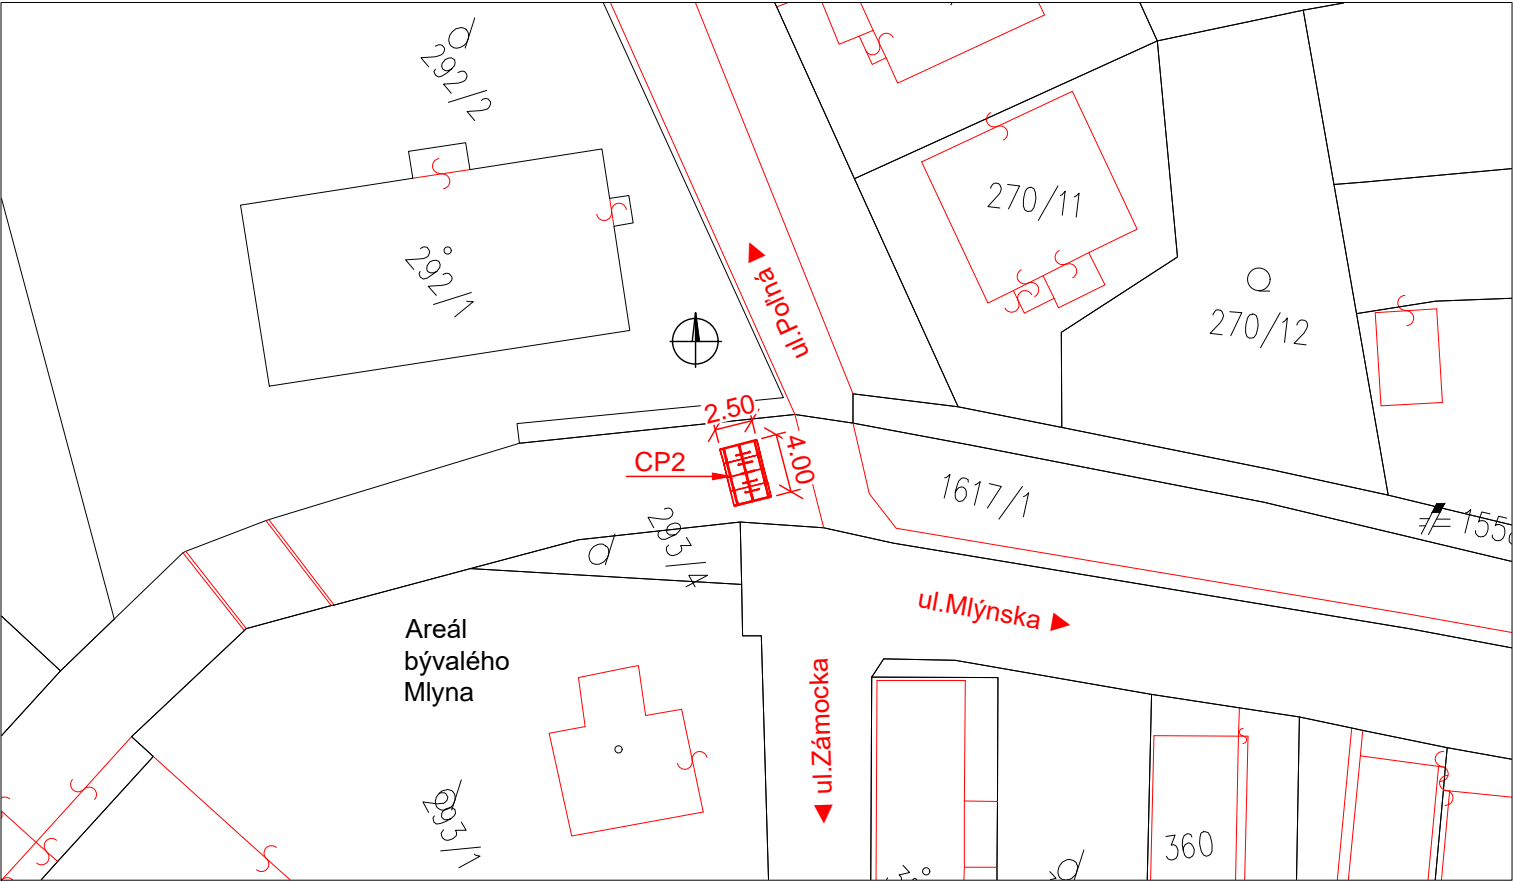 292/2
270/11
292/1
ul.Poľná
270/12
2.50
4.00
CP2
1617/1
293/4
ul.Mlýnska
Areál
bývalého
Mlyna
ul.Zámocka
293/1
360